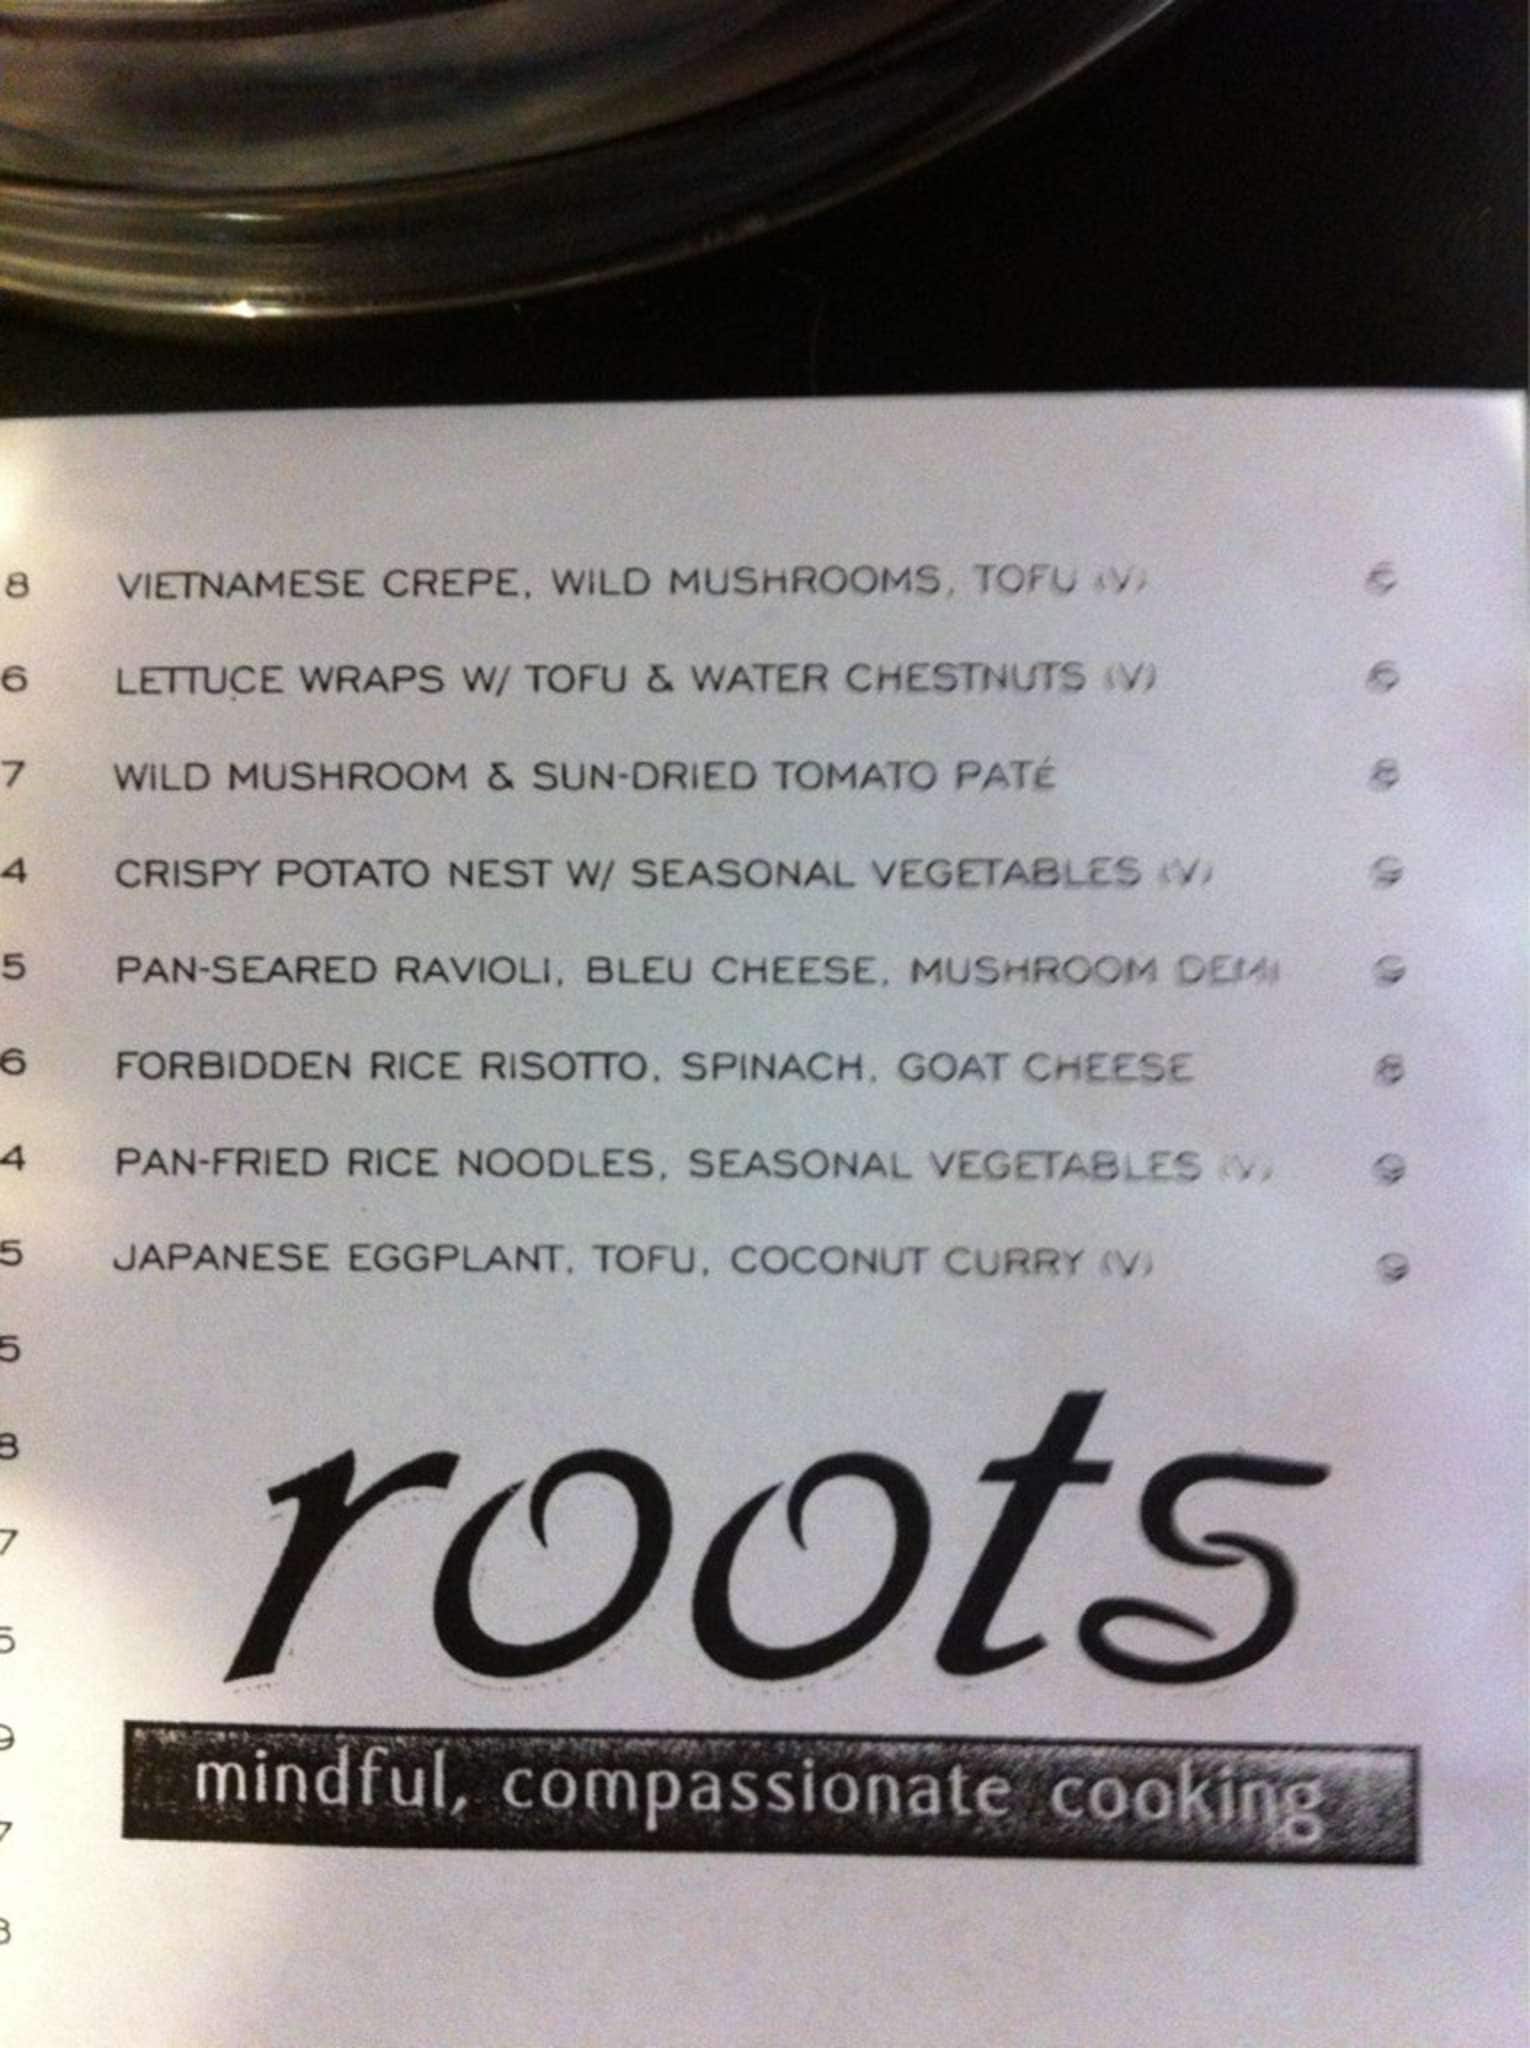 8 VIETNAMESE CREPE, WILD MUSHROOMS, TOFU (V) 6
6 LETTUCE WRAPS W/ TOFU & WATER CHESTNUTS (V) 6
7 WILD MUSHROOM & SUN-DRIED TOMATO PATé 8
4 CRISPY POTATO NEST W/ SEASONAL VEGETABLES (V) 9
5 PAN-SEARED RAVIOLI, BLEU CHEESE, MUSHROOM DEMI 9
6 FORBIDDEN RICE RISOTTO, SPINACH, GOAT CHEESE 8
4 PAN-FRIED RICE NOODLES, SEASONAL VEGETABLES (V) 9
5 JAPANESE EGGPLANT, TOFU, COCONUT CURRY (V) 9
5
8
7
5
9
7
8
roots
mindful, compassionate cooking